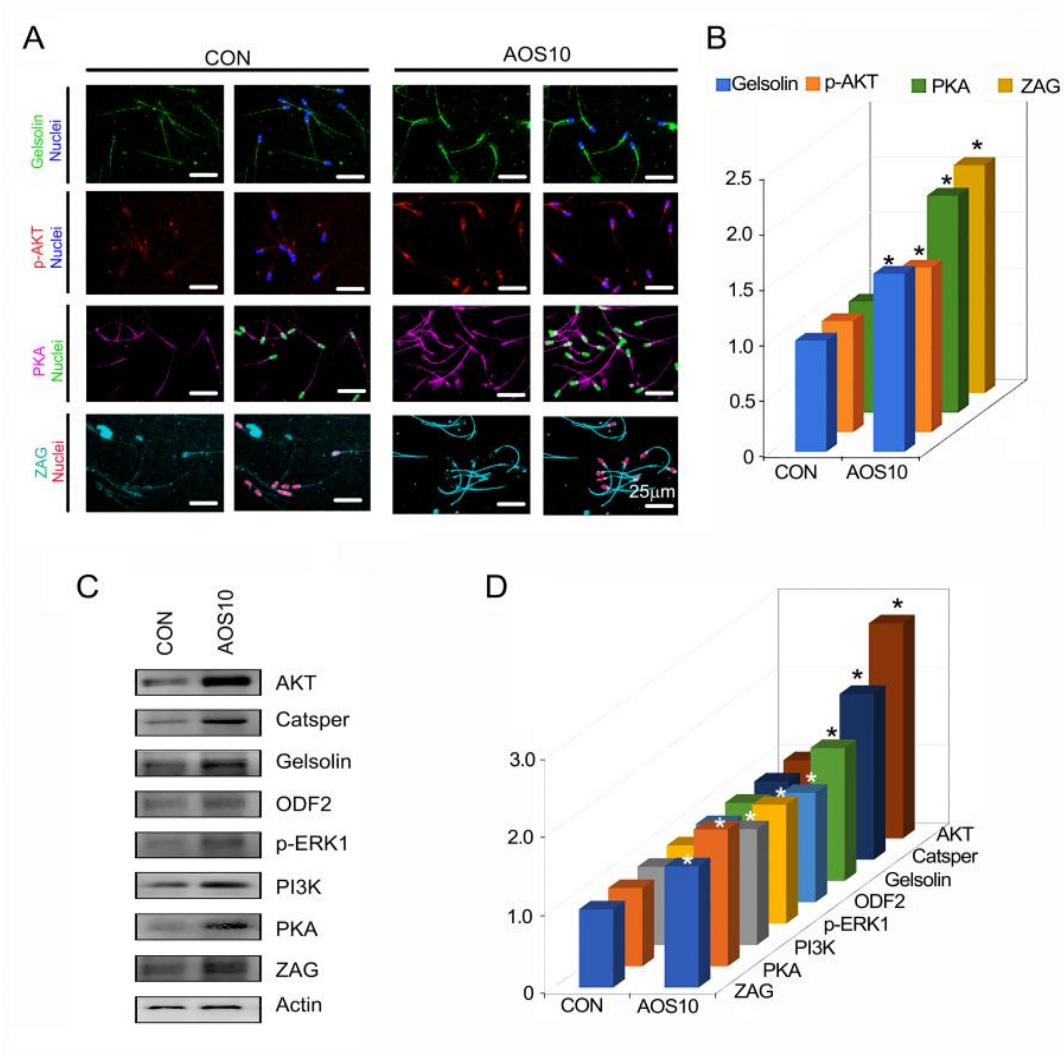 A
CON
AOS10
Gelsolin
Nuclei
p-AKT
Nuclei
PKA
Nuclei
ZAG
Nuclei
25μm
B
Gelsolin p-AKT PKA ZAG
2.5
2.0
1.5
1.0
0.5
0
* * * *
CON AOS10
C
CON
AOS10
AKT
Catsper
Gelsolin
ODF2
p-ERK1
PI3K
PKA
ZAG
Actin
D
3.0
2.0
1.0
0
* * * * * * * *
AKT
Catsper
Gelsolin
ODF2
p-ERK1
PI3K
PKA
ZAG
CON AOS10